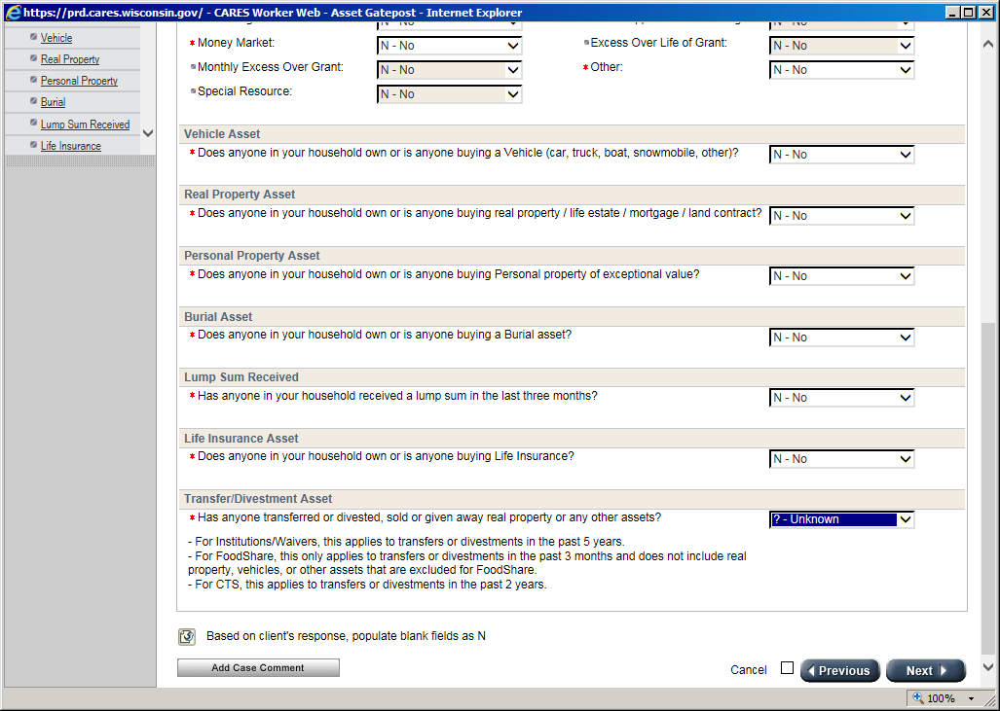 https://prd.cares.wisconsin.gov/ - CARES Worker Web - Asset Gatepost - Internet Explorer
Vehicle
Real Property
Personal Property
Burial
Lump Sum Received
Life Insurance
Money Market: N - No
Excess Over Life of Grant: N - No
Monthly Excess Over Grant: N - No
Other: N - No
Special Resource: N - No
Vehicle Asset
Does anyone in your household own or is anyone buying a Vehicle (car, truck, boat, snowmobile, other)? N - No
Real Property Asset
Does anyone in your household own or is anyone buying real property / life estate / mortgage / land contract? N - No
Personal Property Asset
Does anyone in your household own or is anyone buying Personal property of exceptional value? N - No
Burial Asset
Does anyone in your household own or is anyone buying a Burial asset? N - No
Lump Sum Received
Has anyone in your household received a lump sum in the last three months? N - No
Life Insurance Asset
Does anyone in your household own or is anyone buying Life Insurance? N - No
Transfer/Divestment Asset
Has anyone transferred or divested, sold or given away real property or any other assets? ? - Unknown
- For Institutions/Waivers, this applies to transfers or divestments in the past 5 years.
- For FoodShare, this only applies to transfers or divestments in the past 3 months and does not include real
property, vehicles, or other assets that are excluded for FoodShare.
- For CTS, this applies to transfers or divestments in the past 2 years.
Based on client's response, populate blank fields as N
Add Case Comment
Cancel Previous Next
100%